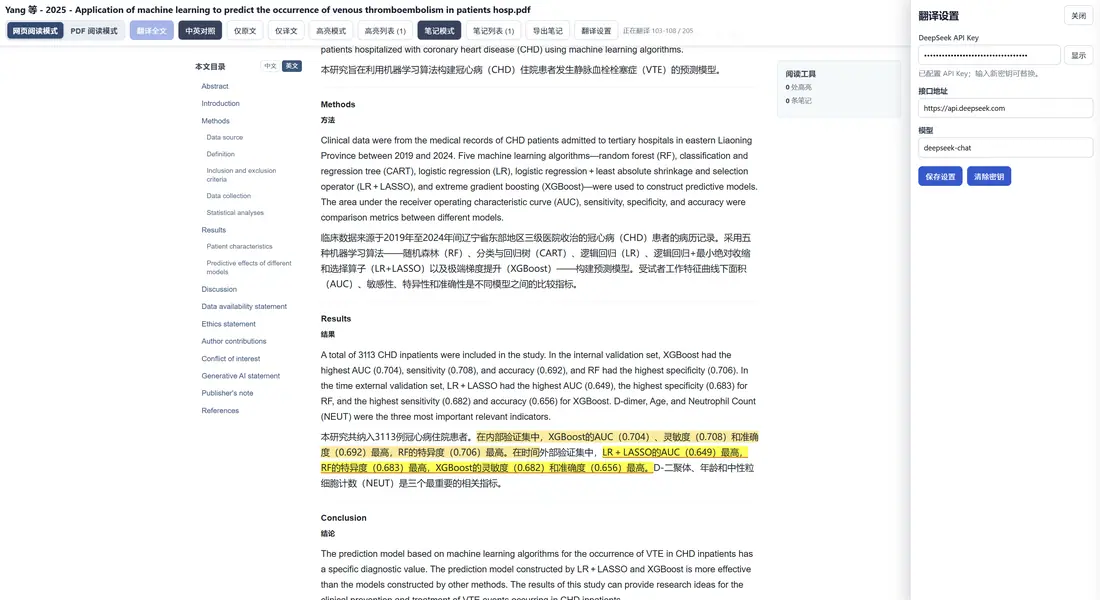 Yang 等 - 2025 - Application of machine learning to predict the occurrence of venous thromboembolism in patients hosp.pdf
网页阅读模式 PDF 阅读模式 翻译全文 中英对照 仅原文 仅译文 高亮模式 高亮列表 (1) 笔记模式 笔记列表 (1) 导出笔记 翻译设置 正在翻译 103-108 / 205
本文目录 中文 英文
Abstract
Introduction
Methods
Data source
Definition
Inclusion and exclusion
criteria
Data collection
Statistical analyses
Results
Patient characteristics
Predictive effects of different
models
Discussion
Data availability statement
Ethics statement
Author contributions
Conflict of interest
Generative AI statement
Publisher's note
References
patients hospitalized with coronary heart disease (CHD) using machine learning algorithms.
本研究旨在利用机器学习算法构建冠心病（CHD）住院患者发生静脉血栓栓塞症（VTE）的预测模型。
Methods
方法
Clinical data were from the medical records of CHD patients admitted to tertiary hospitals in eastern Liaoning
Province between 2019 and 2024. Five machine learning algorithms—random forest (RF), classification and
regression tree (CART), logistic regression (LR), logistic regression + least absolute shrinkage and selection
operator (LR + LASSO), and extreme gradient boosting (XGBoost)—were used to construct predictive models.
The area under the receiver operating characteristic curve (AUC), sensitivity, specificity, and accuracy were
comparison metrics between different models.
临床数据来源于2019年至2024年间辽宁省东部地区三级医院收治的冠心病（CHD）患者的病历记录。采用五
种机器学习算法——随机森林（RF）、分类与回归树（CART）、逻辑回归（LR）、逻辑回归+最小绝对收缩
和选择算子（LR+LASSO）以及极端梯度提升（XGBoost）——构建预测模型。受试者工作特征曲线下面积
（AUC）、敏感性、特异性和准确性是不同模型之间的比较指标。
Results
结果
A total of 3113 CHD inpatients were included in the study. In the internal validation set, XGBoost had the
highest AUC (0.704), sensitivity (0.708), and accuracy (0.692), and RF had the highest specificity (0.706). In
the time external validation set, LR + LASSO had the highest AUC (0.649), the highest specificity (0.683) for
RF, and the highest sensitivity (0.682) and accuracy (0.656) for XGBoost. D-dimer, Age, and Neutrophil Count
(NEUT) were the three most important relevant indicators.
本研究共纳入3113例冠心病住院患者。在内部验证集中，XGBoost的AUC（0.704）、灵敏度（0.708）和准确
度（0.692）最高，RF的特异度（0.706）最高。在时间外部验证集中，LR + LASSO的AUC（0.649）最高，
RF的特异度（0.683）最高，XGBoost的灵敏度（0.682）和准确度（0.656）最高。D-二聚体、年龄和中性粒
细胞计数（NEUT）是三个最重要的相关指标。
Conclusion
结论
The prediction model based on machine learning algorithms for the occurrence of VTE in CHD inpatients has
a specific diagnostic value. The prediction model constructed by LR + LASSO and XGBoost is more effective
than the models constructed by other methods. The results of this study can provide research ideas for the
clinical prevention and treatment of VTE events occurring in CHD inpatients.
阅读工具
0 处高亮
0 条笔记
翻译设置 关闭
DeepSeek API Key
显示
已配置 API Key；输入新密钥可替换。
接口地址
https://api.deepseek.com
模型
deepseek-chat
保存设置 清除密钥